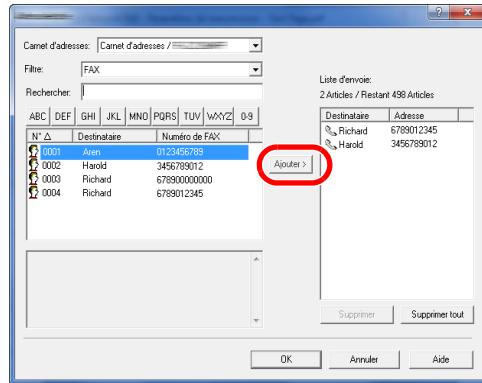 Carnet d'adresses: Carnet d'adresses /
Filtre: FAX
Rechercher:
Liste d'envoie:
2 Articles / Restant 498 Articles
ABC DEF GHI JKL MNO PQRS TUV WXYZ 0-9
N° Δ Destinataire Numéro de FAX
0001 Aren 0123456789
0002 Harold 3456789012
0003 Richard 678900000000
0004 Richard 6789012345
Ajouter >
Destinataire Adresse
Richard 6789012345
Harold 3456789012
Supprimer Supprimer tout
OK Annuler Aide